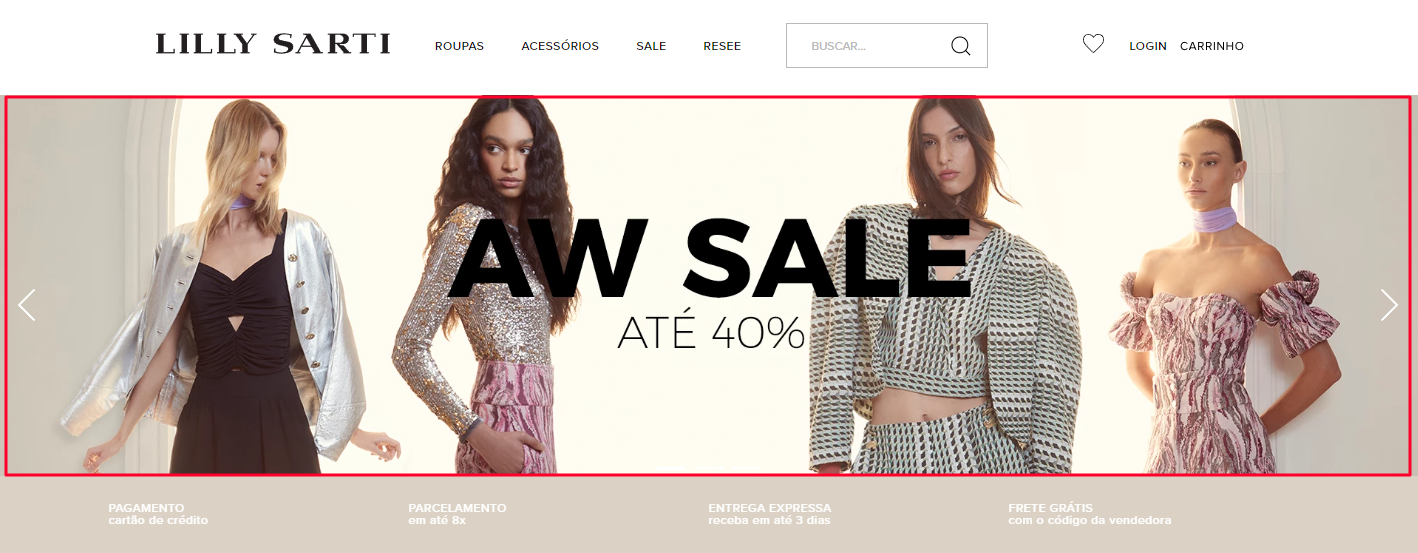 LILLY SARTI
ROUPAS
ACESSÓRIOS
SALE
RESEE
BUSCAR...
LOGIN
CARRINHO
AW SALE
ATÉ 40%
PAGAMENTO
cartão de crédito
PARCELAMENTO
em até 8x
ENTREGA EXPRESSA
receba em até 3 dias
FRETE GRÁTIS
com o código da vendedora